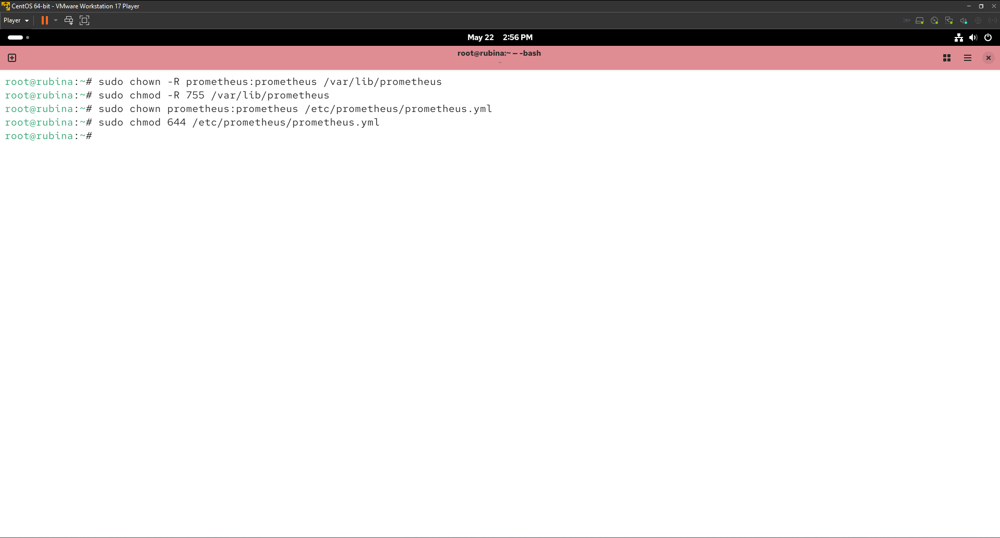 CentOS 64-bit - VMware Workstation 17 Player
Player
May 22 2:56 PM
root@rubina:~ — -bash
~
root@rubina:~# sudo chown -R prometheus:prometheus /var/lib/prometheus
root@rubina:~# sudo chmod -R 755 /var/lib/prometheus
root@rubina:~# sudo chown prometheus:prometheus /etc/prometheus/prometheus.yml
root@rubina:~# sudo chmod 644 /etc/prometheus/prometheus.yml
root@rubina:~#